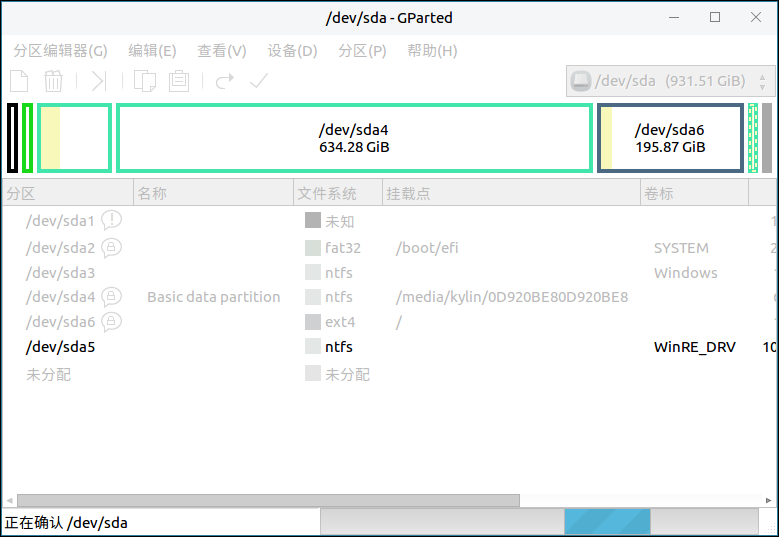 /dev/sda - GParted
分区编辑器(G) 编辑(E) 查看(V) 设备(D) 分区(P) 帮助(H)
/dev/sda (931.51 GiB)
/dev/sda4 /dev/sda6
634.28 GiB 195.87 GiB
分区 名称 文件系统 挂载点 卷标
/dev/sda1 未知 1
/dev/sda2 fat32 /boot/efi SYSTEM 2
/dev/sda3 ntfs Windows
/dev/sda4 Basic data partition ntfs /media/kylin/0D920BE80D920BE8
/dev/sda6 ext4 /
/dev/sda5 ntfs WinRE_DRV 10
未分配 未分配
正在确认 /dev/sda